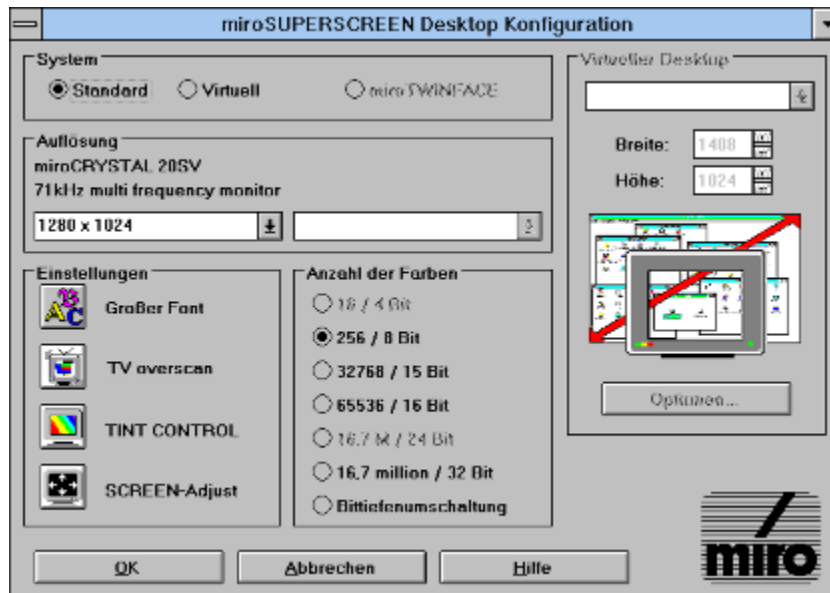 miroSUPERSCREEN Desktop Konfiguration
System
Standard
Virtuell
miroTWINFACE
Auflösung
miroCRYSTAL 20SV
71kHz multi frequency monitor
1280 x 1024
Einstellungen
Großer Font
TV overscan
TINT CONTROL
SCREEN-Adjust
Anzahl der Farben
16 / 4 Bit
256 / 8 Bit
32768 / 15 Bit
65536 / 16 Bit
16.7 M / 24 Bit
16.7 million / 32 Bit
Bittiefenumschaltung
Virtueller Desktop
Breite: 1408
Höhe: 1024
Optionen...
OK
Abbrechen
Hilfe
miro